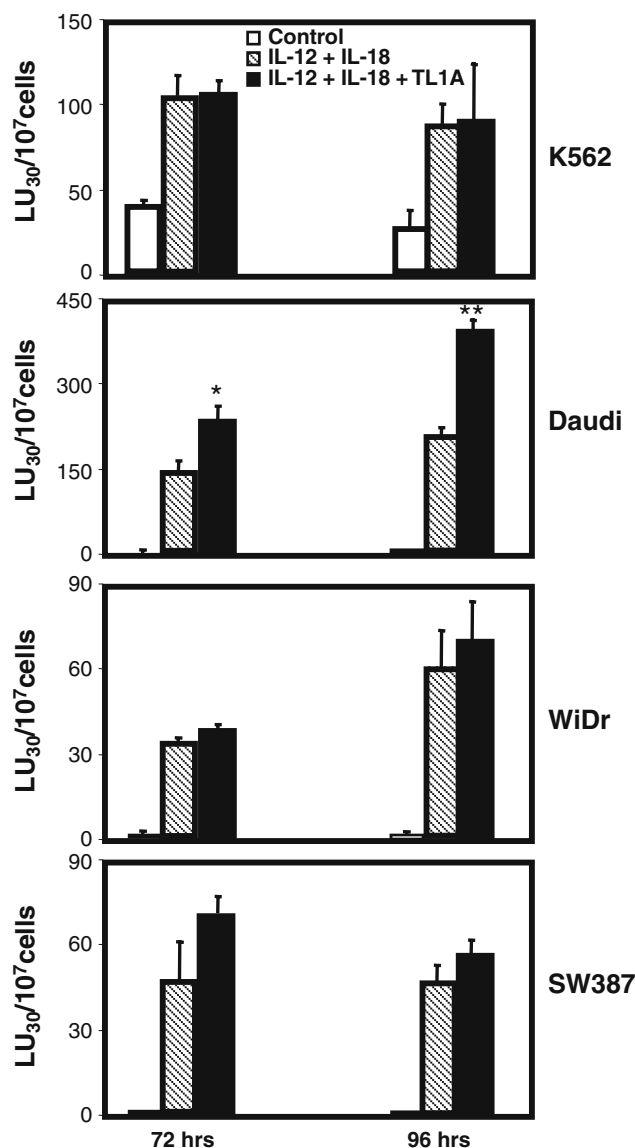 150
100
50
0
LU30/10⁷cells
Control
IL-12 + IL-18
IL-12 + IL-18 + TL1A
K562
450
300
150
0
LU30/10⁷cells
*
**
Daudi
90
60
30
0
LU30/10⁷cells
WiDr
90
60
30
0
LU30/10⁷cells
SW387
72 hrs 96 hrs